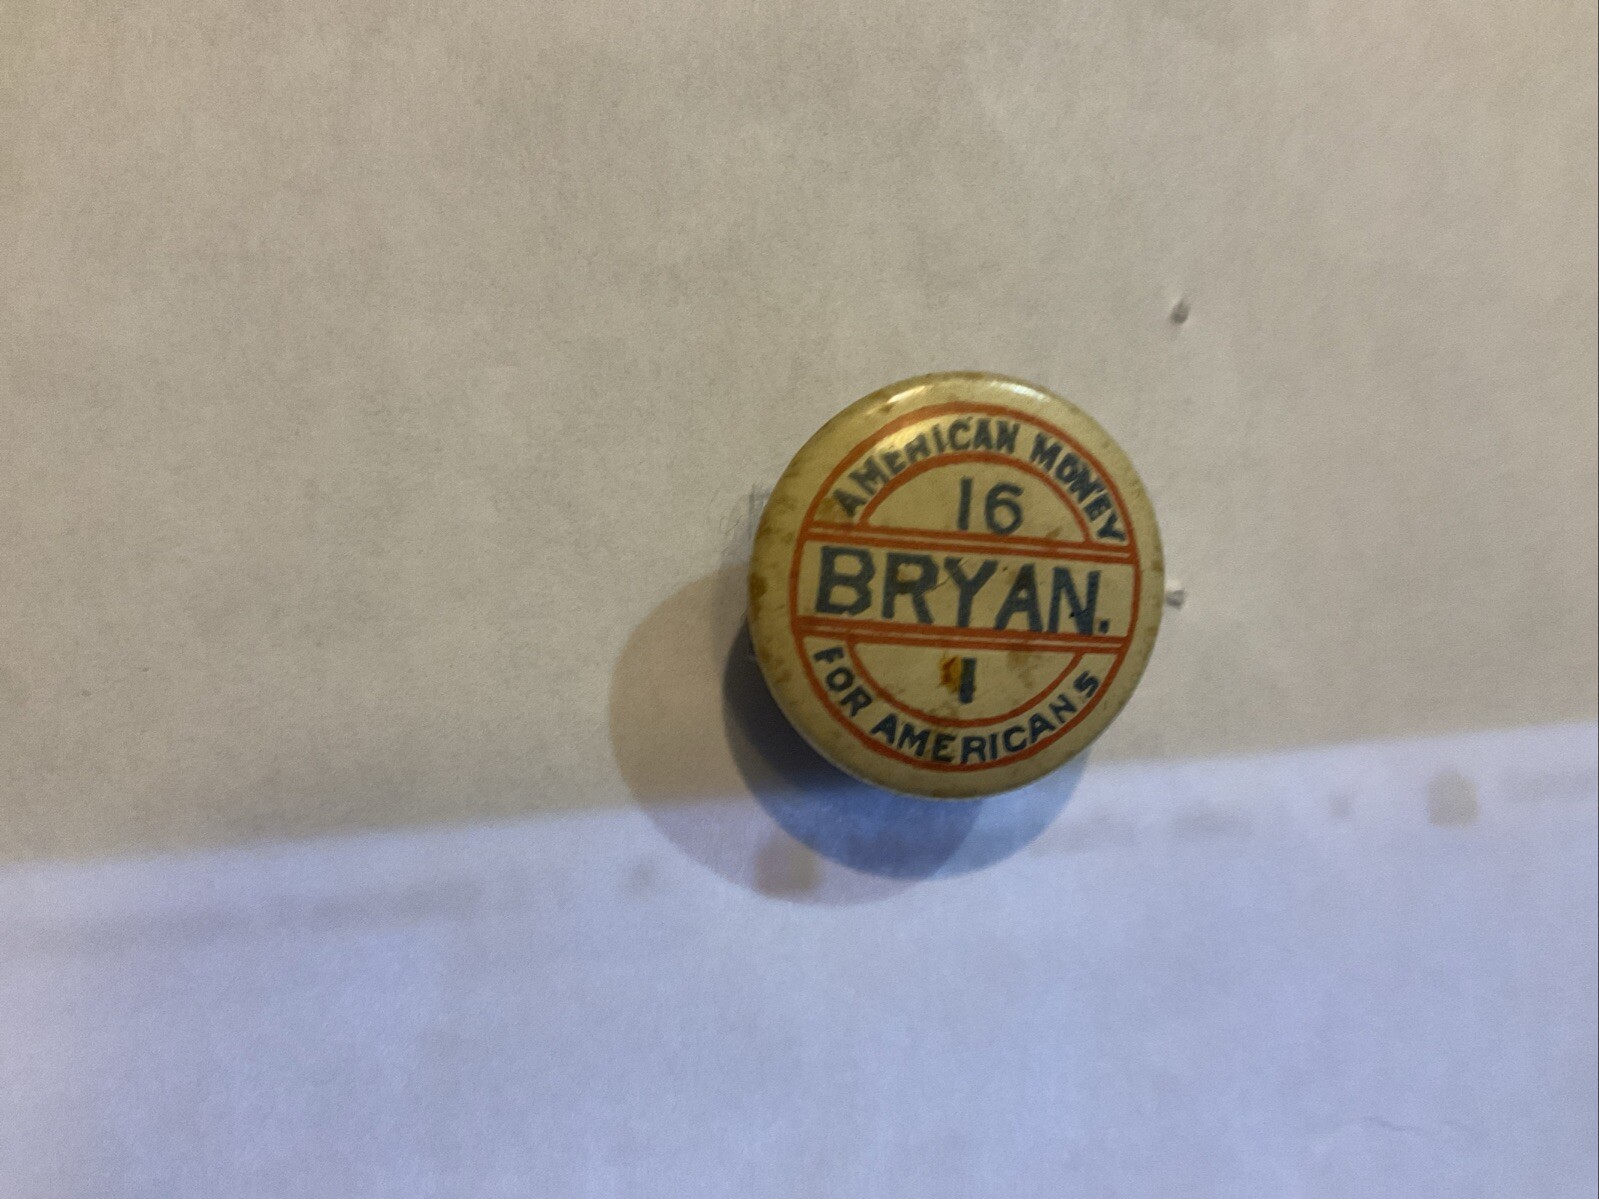 AMERICAN MONEY
16
BRYAN.
1
FOR AMERICANS